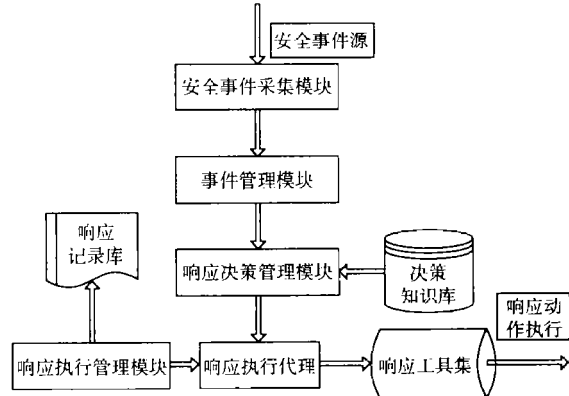 安全事件源
安全事件采集模块
事件管理模块
响应
记录库
响应决策管理模块
决策
知识库
响应动
作执行
响应执行管理模块
响应执行代理
响应工具集